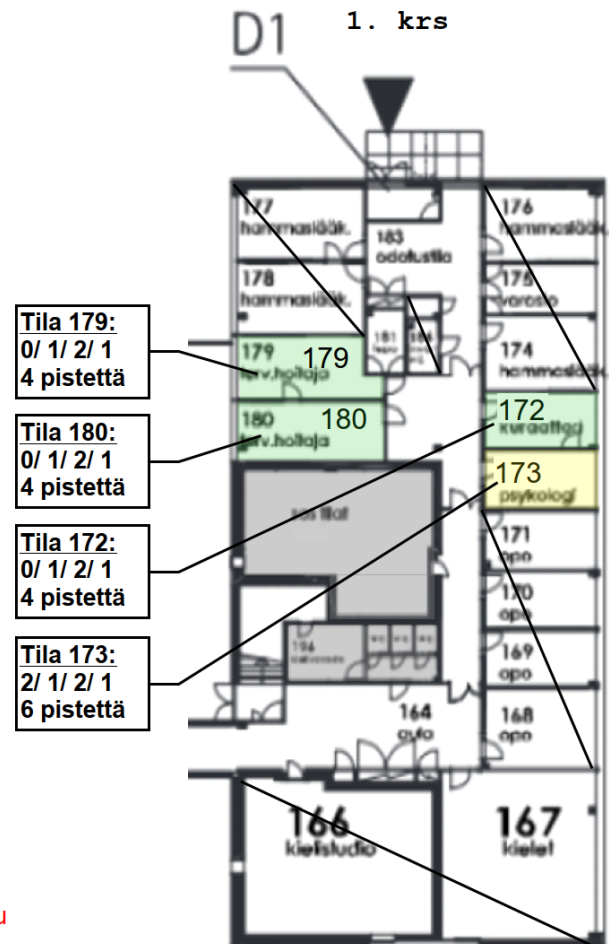 1. krs
D1
177
hammaslääk.
176
hammaslääk.
183
odotustila
178
hammaslääk.
175
varasto
181
174
hammaslääk.
Tila 179:
0/ 1/ 2/ 1
4 pistettä
179 179
terv.hoitaja
Tila 180:
0/ 1/ 2/ 1
4 pistettä
180 180
terv.hoitaja
172
kuraattori
Tila 172:
0/ 1/ 2/ 1
4 pistettä
173
psykologi
sos tilat
171
opo
170
opo
Tila 173:
2/ 1/ 2/ 1
6 pistettä
196
169
opo
164
aula
168
opo
166
kielistudio
167
kielet
u